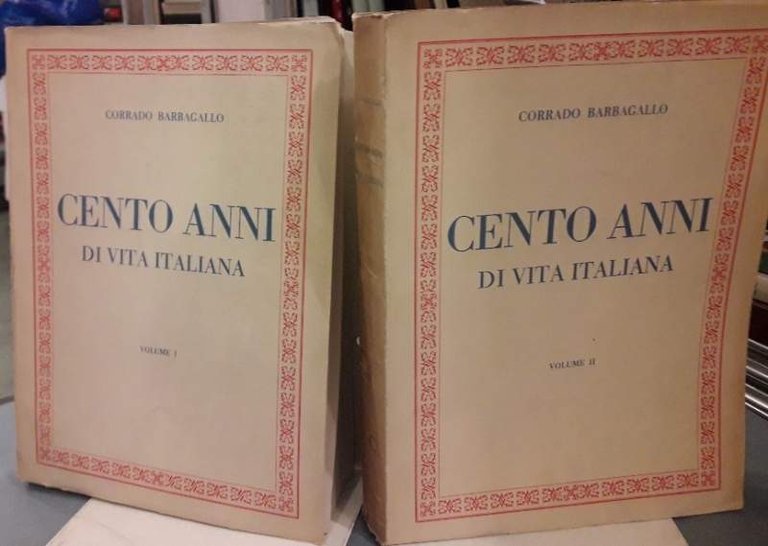 CORRADO BARBAGALLO
CENTO ANNI
DI VITA ITALIANA
VOLUME I
CORRADO BARBAGALLO
CENTO ANNI
DI VITA ITALIANA
VOLUME II